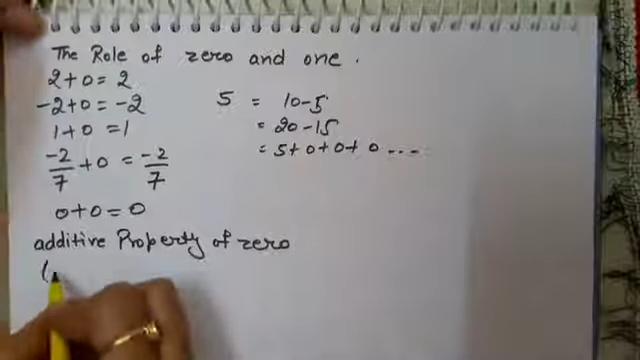 The Role of zero and one.
2+0=2
-2+0=-2
1+0=1
-2/7+0=-2/7
0+0=0
5 = 10-5
= 20-15
= 5+0+0+0...
additive Property of zero
(